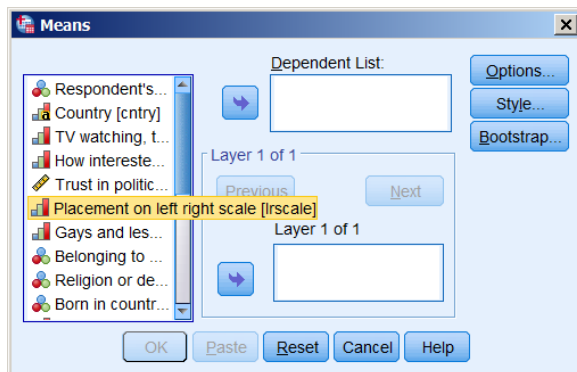 Means
Respondent's...
Country [cntry]
TV watching, t...
How intereste...
Trust in politic...
Placement on left right scale [lrscale]
Gays and les...
Belonging to ...
Religion or de...
Born in countr...
Dependent List:
Layer 1 of 1
Previous
Next
Layer 1 of 1
Options...
Style...
Bootstrap...
OK
Paste
Reset
Cancel
Help